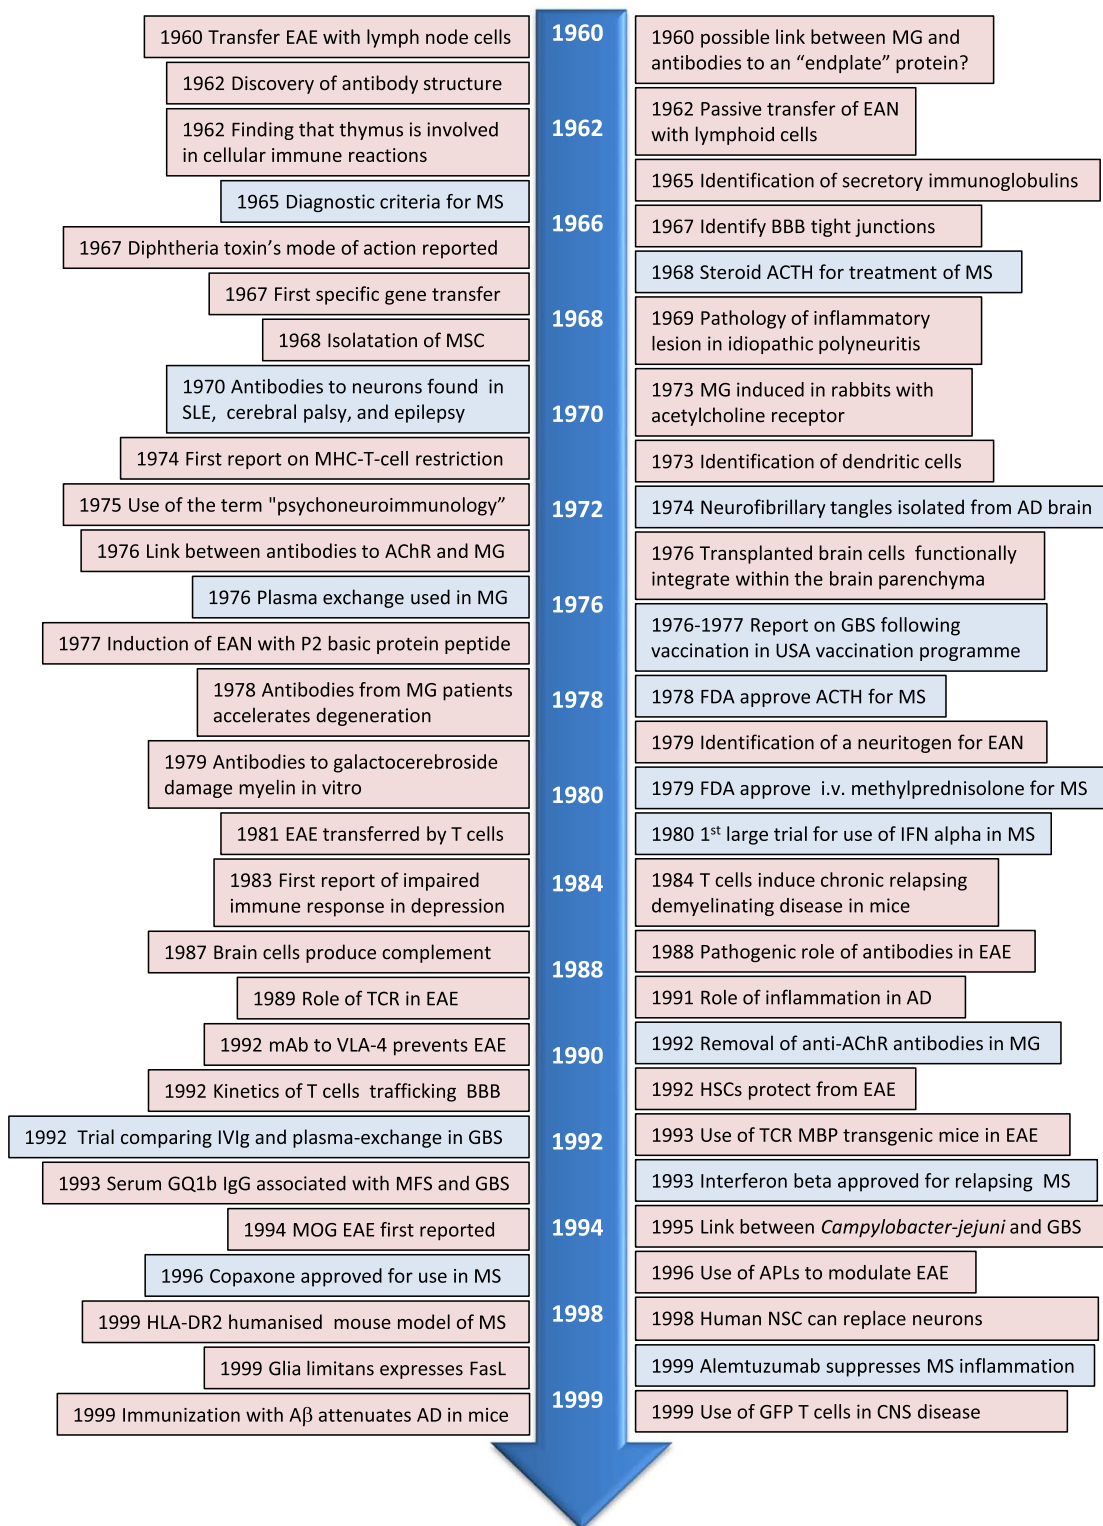 1960 Transfer EAE with lymph node cells
1962 Discovery of antibody structure
1962 Finding that thymus is involved
in cellular immune reactions
1965 Diagnostic criteria for MS
1967 Diphtheria toxin’s mode of action reported
1967 First specific gene transfer
1968 Isolatation of MSC
1970 Antibodies to neurons found in
SLE, cerebral palsy, and epilepsy
1974 First report on MHC-T-cell restriction
1975 Use of the term "psychoneuroimmunology”
1976 Link between antibodies to AChR and MG
1976 Plasma exchange used in MG
1977 Induction of EAN with P2 basic protein peptide
1978 Antibodies from MG patients
accelerates degeneration
1979 Antibodies to galactocerebroside
damage myelin in vitro
1981 EAE transferred by T cells
1983 First report of impaired
immune response in depression
1987 Brain cells produce complement
1989 Role of TCR in EAE
1992 mAb to VLA-4 prevents EAE
1992 Kinetics of T cells trafficking BBB
1992 Trial comparing IVIg and plasma-exchange in GBS
1993 Serum GQ1b IgG associated with MFS and GBS
1994 MOG EAE first reported
1996 Copaxone approved for use in MS
1999 HLA-DR2 humanised mouse model of MS
1999 Glia limitans expresses FasL
1999 Immunization with Aβ attenuates AD in mice
1960
1962
1966
1968
1970
1972
1976
1978
1980
1984
1988
1990
1992
1994
1998
1999
1960 possible link between MG and
antibodies to an “endplate” protein?
1962 Passive transfer of EAN
with lymphoid cells
1965 Identification of secretory immunoglobulins
1967 Identify BBB tight junctions
1968 Steroid ACTH for treatment of MS
1969 Pathology of inflammatory
lesion in idiopathic polyneuritis
1973 MG induced in rabbits with
acetylcholine receptor
1973 Identification of dendritic cells
1974 Neurofibrillary tangles isolated from AD brain
1976 Transplanted brain cells functionally
integrate within the brain parenchyma
1976-1977 Report on GBS following
vaccination in USA vaccination programme
1978 FDA approve ACTH for MS
1979 Identification of a neuritogen for EAN
1979 FDA approve i.v. methylprednisolone for MS
1980 1st large trial for use of IFN alpha in MS
1984 T cells induce chronic relapsing
demyelinating disease in mice
1988 Pathogenic role of antibodies in EAE
1991 Role of inflammation in AD
1992 Removal of anti-AChR antibodies in MG
1992 HSCs protect from EAE
1993 Use of TCR MBP transgenic mice in EAE
1993 Interferon beta approved for relapsing MS
1995 Link between Campylobacter-jejuni and GBS
1996 Use of APLs to modulate EAE
1998 Human NSC can replace neurons
1999 Alemtuzumab suppresses MS inflammation
1999 Use of GFP T cells in CNS disease